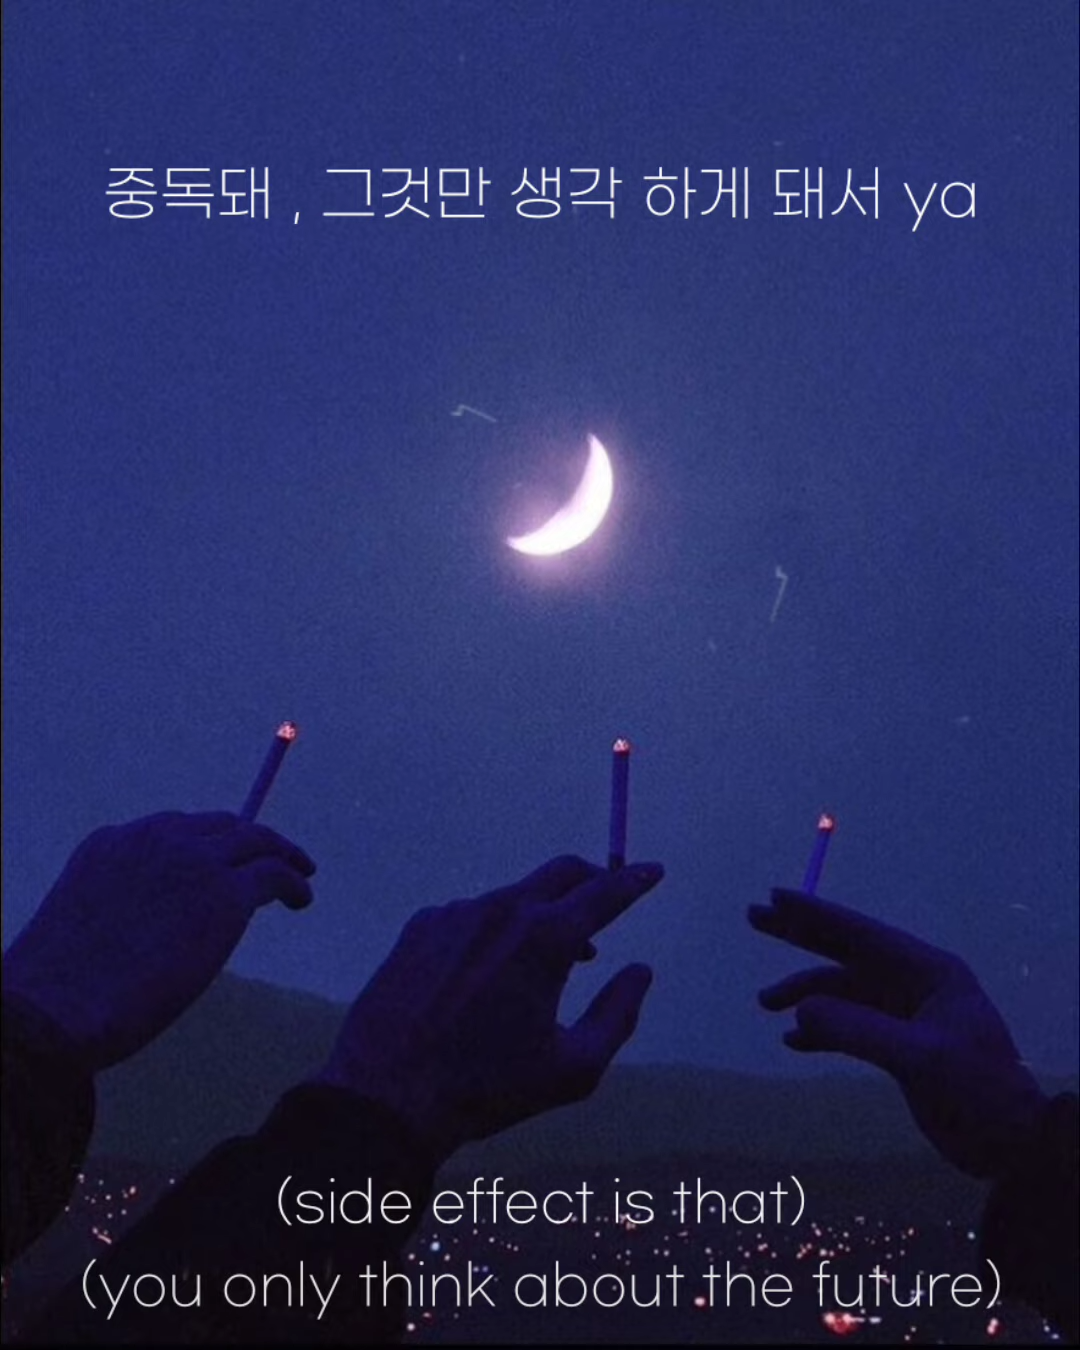 중독돼 , 그것만 생각 하게 돼서 ya
(side effect is that)
(you only think about the future)